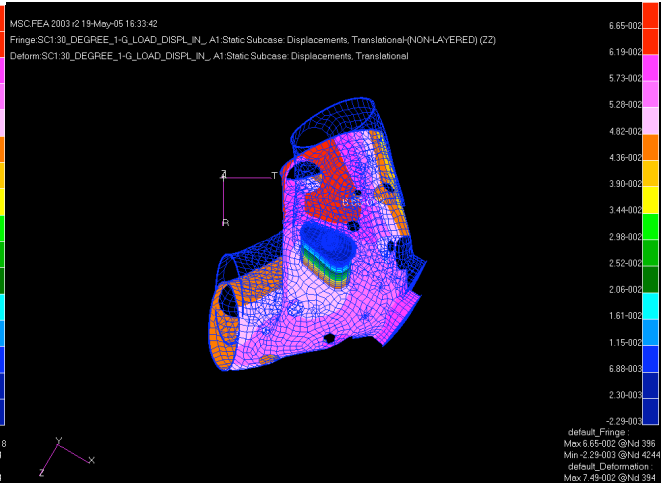 MSC.FEA 2003 r2 19-May-05 16:33:42
Fringe:SC1:30_DEGREE_1-G_LOAD_DISPL_IN_, A1:Static Subcase: Displacements, Translational-(NON-LAYERED) (ZZ)
Deform:SC1:30_DEGREE_1-G_LOAD_DISPL_IN_, A1:Static Subcase: Displacements, Translational
6.65-002
6.19-002
5.73-002
5.28-002
4.82-002
4.36-002
3.90-002
3.44-002
2.98-002
2.52-002
2.06-002
1.61-002
1.15-002
6.88-003
2.30-003
-2.29-003
Z
T
R
8
Y
X
Z
default_Fringe :
Max 6.65-002 @Nd 396
Min -2.29-003 @Nd 4244
default_Deformation :
Max 7.49-002 @Nd 394